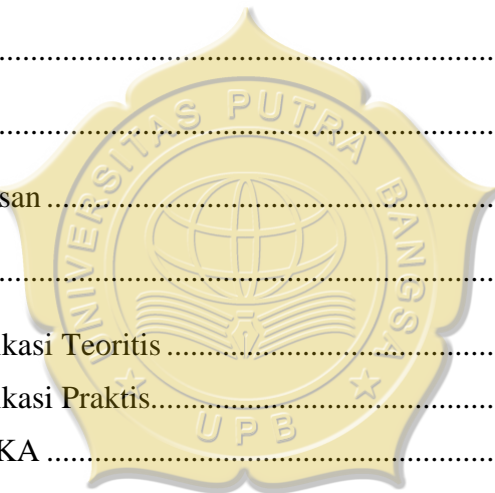 ........................................................
........................................................
san ........................................................
........................................................
kasi Teoritis ........................................................
kasi Praktis........................................................
KA ........................................................
UNIVERSITAS PUTRA BANGSA
UPB